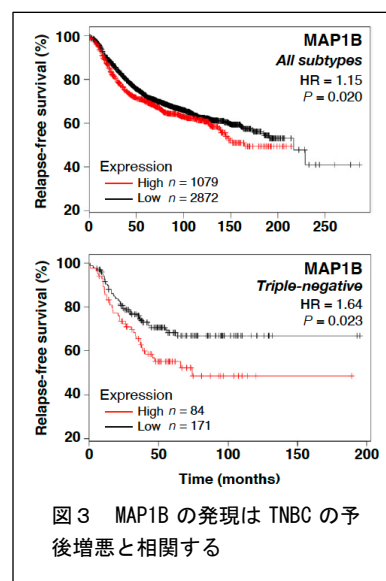 MAP1B
All subtypes
HR = 1.15
P = 0.020
Relapse-free survival (%)
100
80
60
40
20
Expression
High n = 1079
Low n = 2872
0 50 100 150 200 250
MAP1B
Triple-negative
HR = 1.64
P = 0.023
Relapse-free survival (%)
100
80
60
40
20
Expression
High n = 84
Low n = 171
0 50 100 150 200
Time (months)
図３ MAP1B の発現は TNBC の予
後増悪と相関する